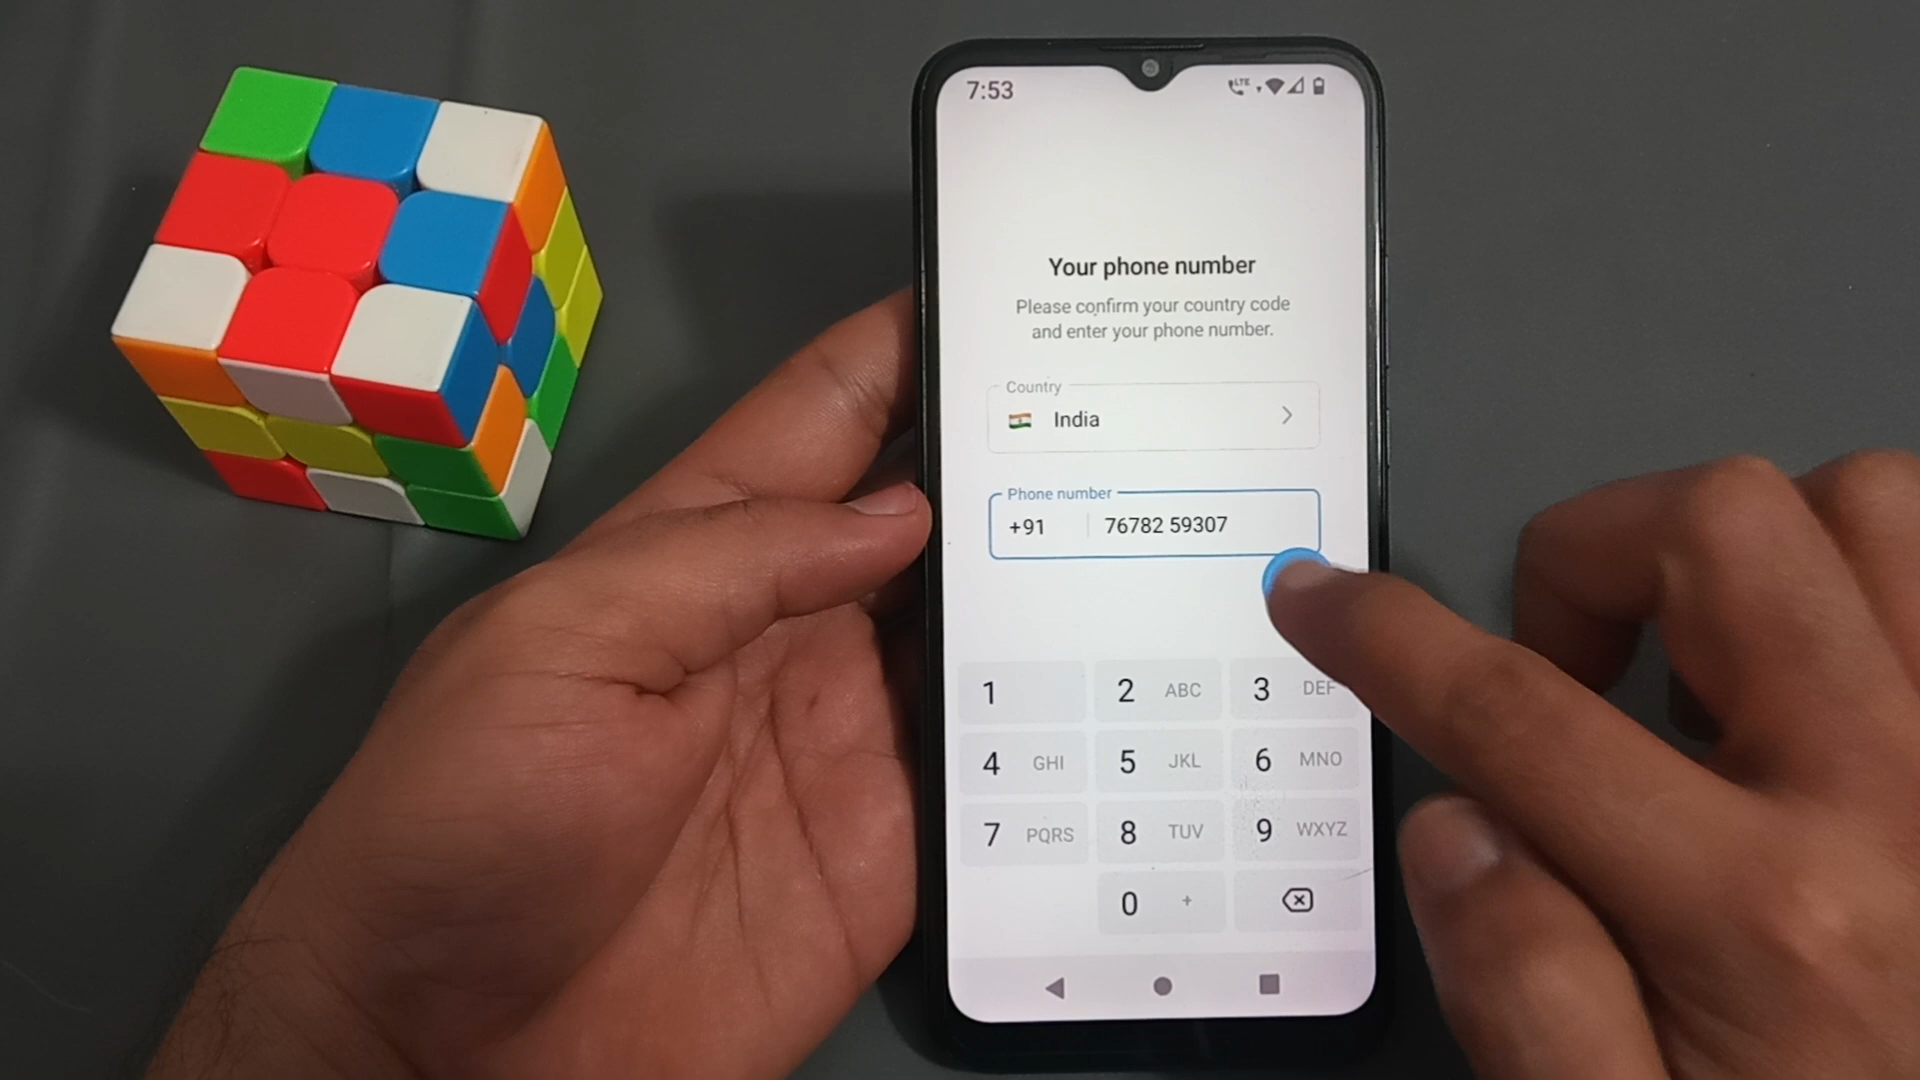 7:53
LTE
Your phone number
Please confirm your country code
and enter your phone number.
Country
India
Phone number
+91 76782 59307
1 2 ABC 3 DEF
4 GHI 5 JKL 6 MNO
7 PQRS 8 TUV 9 WXYZ
0 +